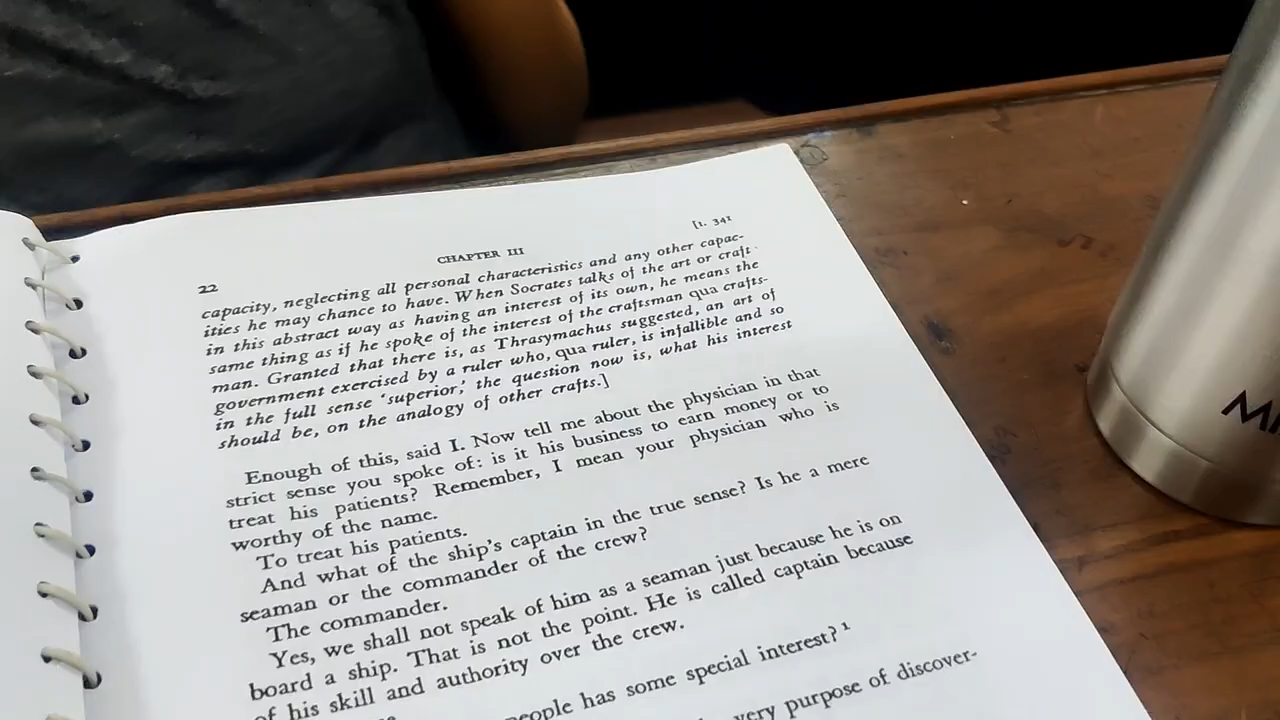 22 CHAPTER III [I. 341
capacity, neglecting all personal characteristics and any other capac-
ities he may chance to have. When Socrates talks of the art or craft
in this abstract way as having an interest of its own, he means the
same thing as if he spoke of the interest of the craftsman qua crafts-
man. Granted that there is, as Thrasymachus suggested, an art of
government exercised by a ruler who, qua ruler, is infallible and so
in the full sense ‘superior,’ the question now is, what his interest
should be, on the analogy of other crafts.]
Enough of this, said I. Now tell me about the physician in that
strict sense you spoke of: is it his business to earn money or to
treat his patients? Remember, I mean your physician who is
worthy of the name.
To treat his patients.
And what of the ship’s captain in the true sense? Is he a mere
seaman or the commander of the crew?
The commander.
Yes, we shall not speak of him as a seaman just because he is on
board a ship. That is not the point. He is called captain because
of his skill and authority over the crew.
people has some special interest? 1
very purpose of discover-